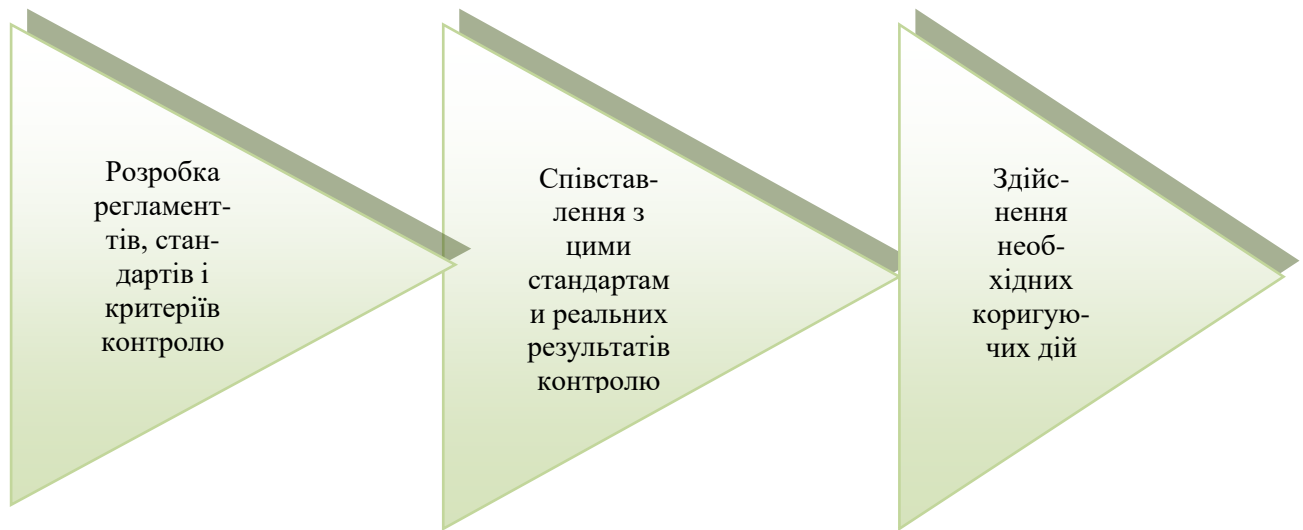 Розробка
регламент-
тів, стан-
дартів і
критеріїв
контролю
Співстав-
лення з
цими
стандартам
и реальних
результатів
контролю
Здійс-
нення
необ-
хідних
коригую-
чих дій